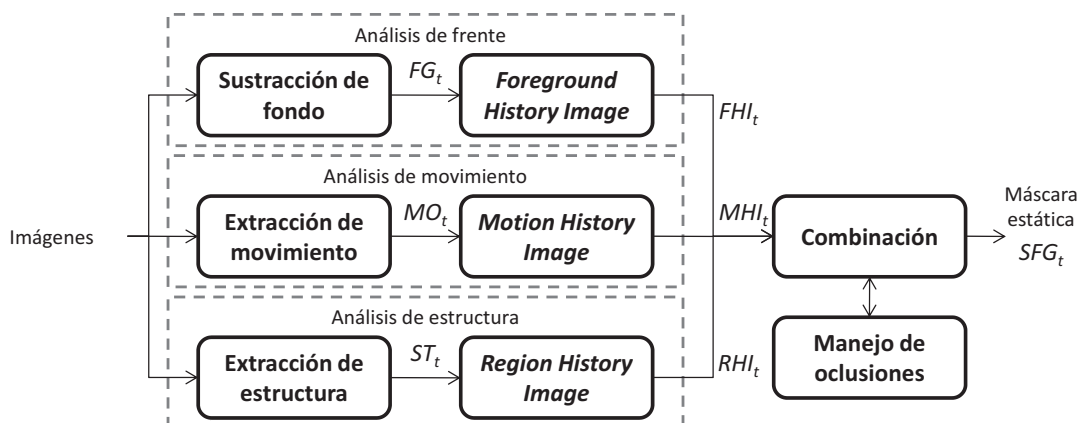 Análisis de frente
Sustracción de
fondo
FGt
Foreground
History Image
FHIt
Análisis de movimiento
Imágenes
Extracción de
movimiento
MOt
Motion History
Image
MHIt
Combinación
Máscara
estática
SFGt
Análisis de estructura
Extracción de
estructura
STt
Region History
Image
RHIt
Manejo de
oclusiones